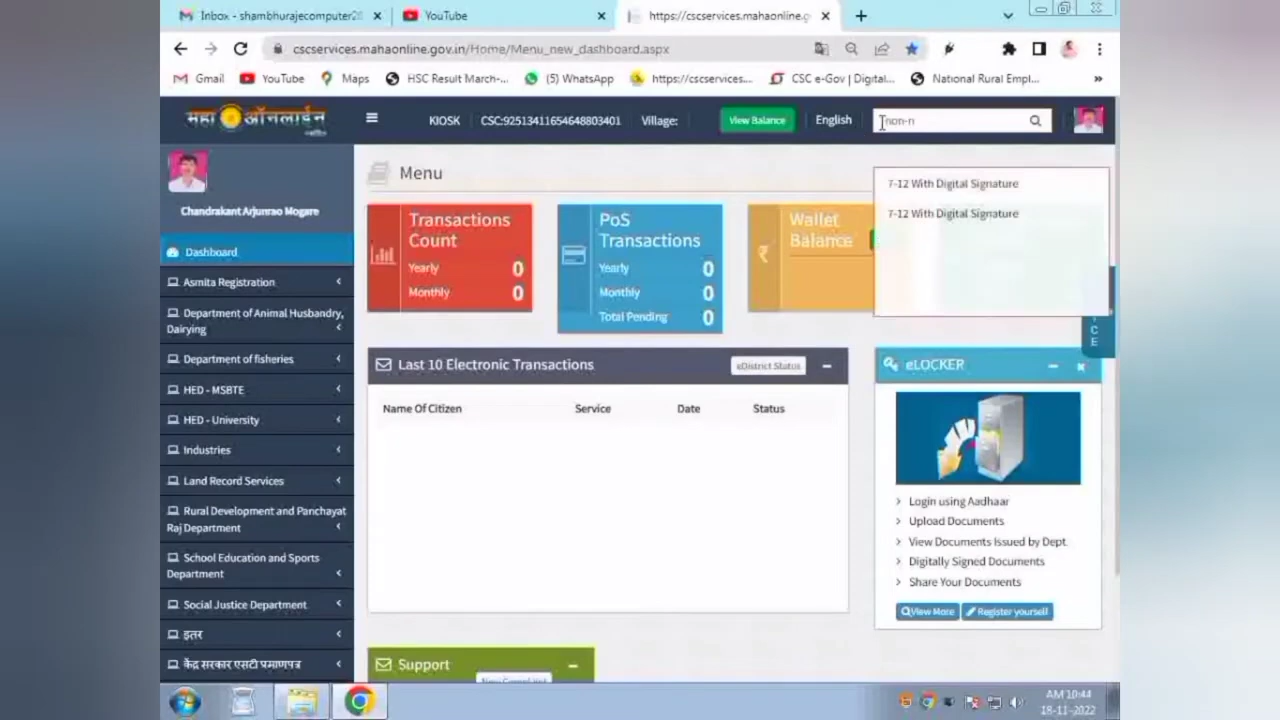 Inbox - shambhurajecomputer2
YouTube
https://cscservices.mahaonline.g
cscservices.mahaonline.gov.in/Home/Menu_new_dashboard.aspx
Gmail
YouTube
Maps
HSC Result March-...
(5) WhatsApp
https://cscservices....
CSC e-Gov | Digital...
National Rural Empl...
»
महा ऑनलाईन
KIOSK
CSC:92513411654648803401
Village:
View Balance
English
non-n
7-12 With Digital Signature
7-12 With Digital Signature
Chandrakant Arjunrao Mogare
Dashboard
Asmita Registration
Department of Animal Husbandry,
Dairying
Department of fisheries
HED - MSBTE
HED - University
Industries
Land Record Services
Rural Development and Panchayat
Raj Department
School Education and Sports
Department
Social Justice Department
इतर
केंद्र सरकार एसटी प्रमाणपत्र
Menu
Transactions
Count
Yearly 0
Monthly 0
PoS
Transactions
Yearly 0
Monthly 0
Total Pending 0
Wallet
Balance
₹
C
E
Last 10 Electronic Transactions
eDistrict Status
Name Of Citizen
Service
Date
Status
eLOCKER
Login using Aadhaar
Upload Documents
View Documents Issued by Dept.
Digitally Signed Documents
Share Your Documents
View More
Register yourself
Support
New Complaint
AM 10:44
18-11-2022